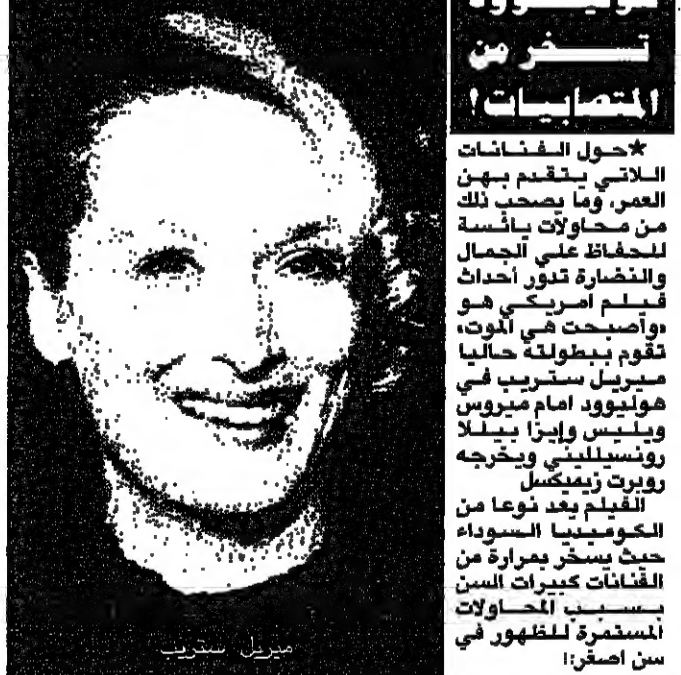 هوليوود
تسخر من
المتصابيات!
★حول الفنانات
اللاتي يتقدم بهن
العمر، وما يصحب ذلك
من محاولات يائسة
للحفاظ على الجمال
والنضارة تدور أحداث
فيلم امريكي هو
«وأصبحت هي الموت»
تقوم ببطولته حاليا
ميريل ستريب في
هوليوود امام ميروس
ويليس وإيزا بيللا
رونسيلليني ويخرجه
روبرت زيميكسل
الفيلم يعد نوعا من
الكوميديا السوداء
حيث يسخر بمرارة من
الفنانات كبيرات السن
بسبب المحاولات
المستمرة للظهور في
سن اصغر!!
ميريل ستريب